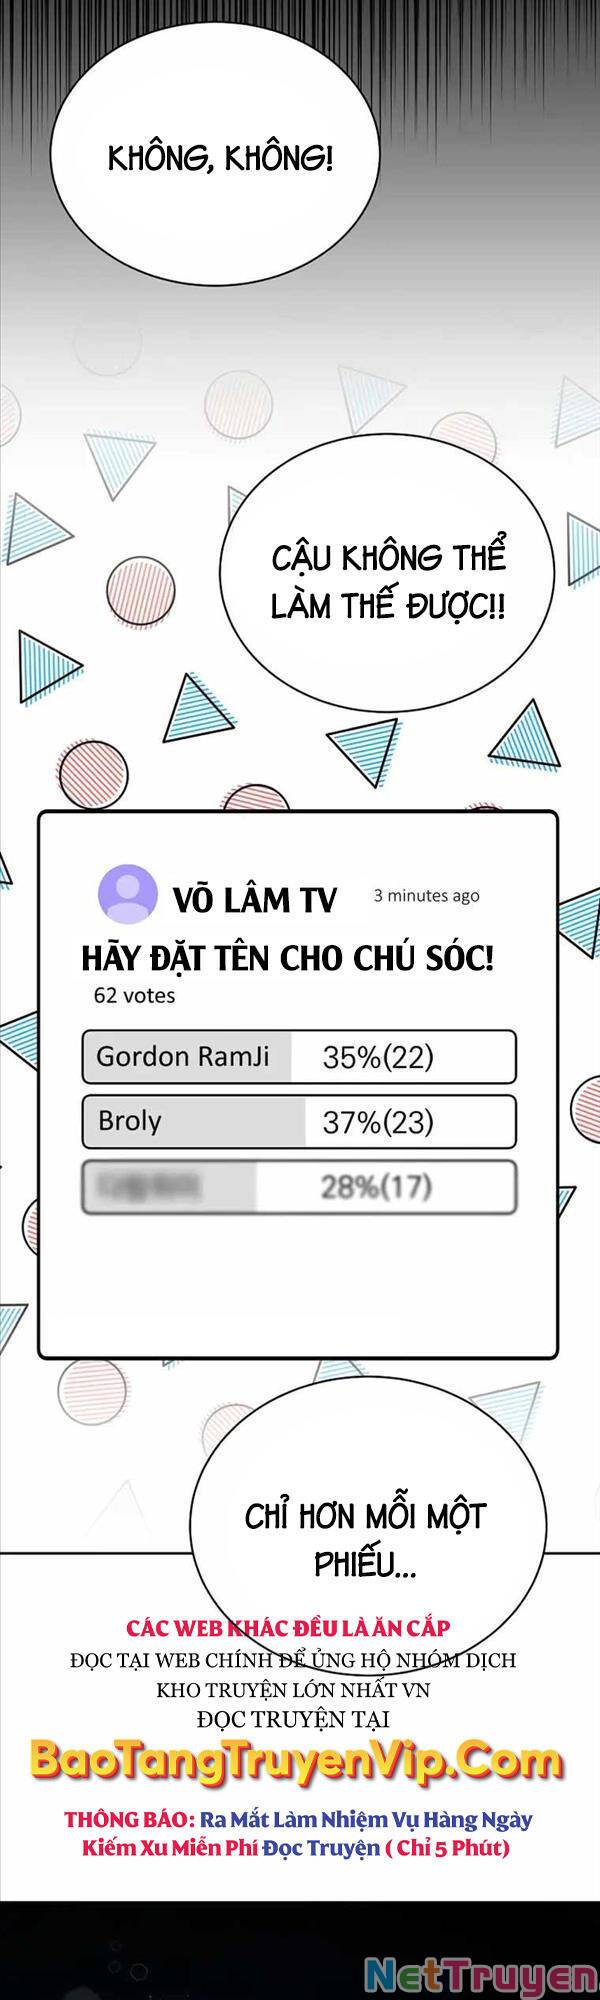 KHÔNG, KHÔNG!
CẬU KHÔNG THỂ
LÀM THẾ ĐƯỢC!!
VÕ LÂM TV 3 minutes ago
HÃY ĐẶT TÊN CHO CHÚ SÓC!
62 votes
Gordon RamJi 35%(22)
Broly 37%(23)
28%(17)
CHỈ HƠN MỖI MỘT
PHIẾU...
CÁC WEB KHÁC ĐỀU LÀ ĂN CẮP
ĐỌC TẠI WEB CHÍNH ĐỂ ỦNG HỘ NHÓM DỊCH
KHO TRUYỆN LỚN NHẤT VN
ĐỌC TRUYỆN TẠI
BaoTangTruyenVip.Com
THÔNG BÁO: Ra Mắt Làm Nhiệm Vụ Hàng Ngày
Kiếm Xu Miễn Phí Đọc Truyện ( Chỉ 5 Phút)
NetTruyen